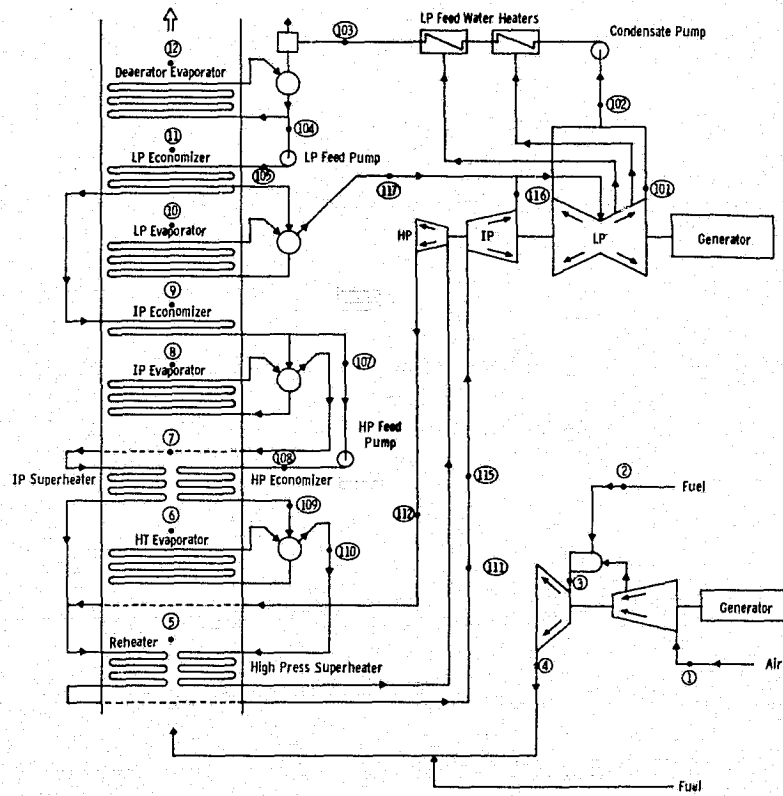 LP Feed Water Heaters
Condensate Pump
103
12
Deaerator Evaporator
102
104
11
LP Economizer
LP Feed Pump
105
117
116
101
10
LP Evaporator
HP
IP
LP
Generator
9
IP Economizer
8
IP Evaporator
107
HP Feed
Pump
7
108
IP Superheater
HP Economizer
115
2
Fuel
109
112
6
HT Evaporator
110
111
3
Generator
5
Reheater
High Press Superheater
4
1
Air
Fuel